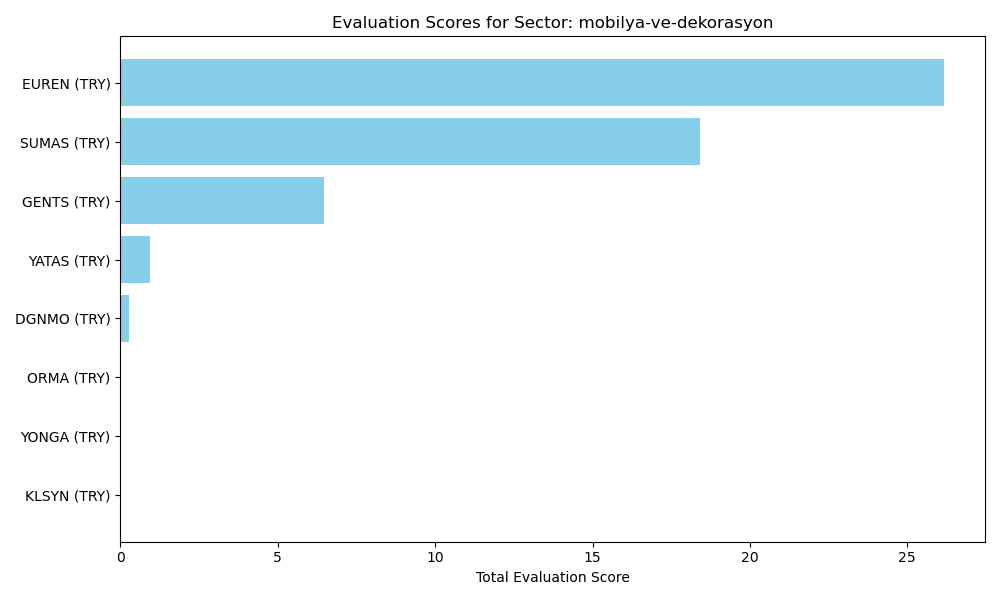 Evaluation Scores for Sector: mobilya-ve-dekorasyon
EUREN (TRY)
SUMAS (TRY)
GENTS (TRY)
YATAS (TRY)
DGNMO (TRY)
ORMA (TRY)
YONGA (TRY)
KLSYN (TRY)
0 5 10 15 20 25
Total Evaluation Score